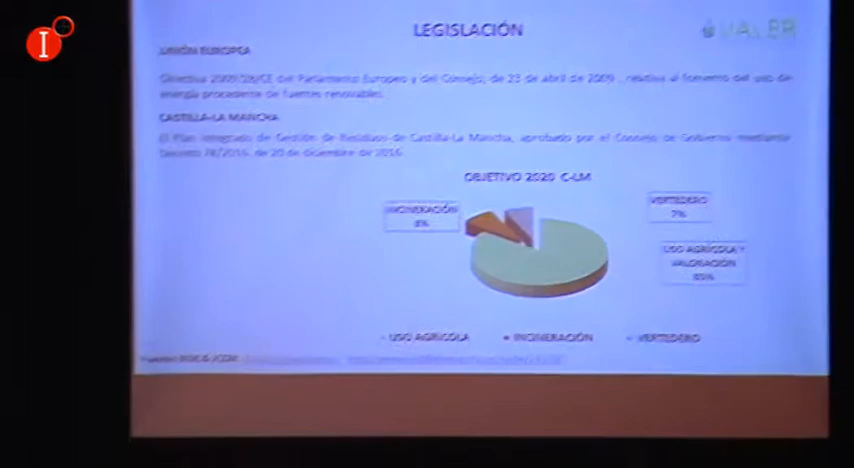 LEGISLACIÓN
VALER
UNIÓN EUROPEA
Directiva 2009/28/CE del Parlamento Europeo y del Consejo, de 23 de abril de 2009 , relativa al fomento del uso de
energía procedente de fuentes renovables.
CASTILLA-LA MANCHA
El Plan Integrado de Gestión de Residuos de Castilla-La Mancha, aprobado por el Consejo de Gobierno mediante
Decreto 78/2016, de 20 de diciembre de 2016.
OBJETIVO 2020 C-LM
INCINERACIÓN
VERTEDERO
7%
USO AGRÍCOLA Y
VALORACIÓN
85%
USO AGRÍCOLA
INCINERACIÓN
VERTEDERO